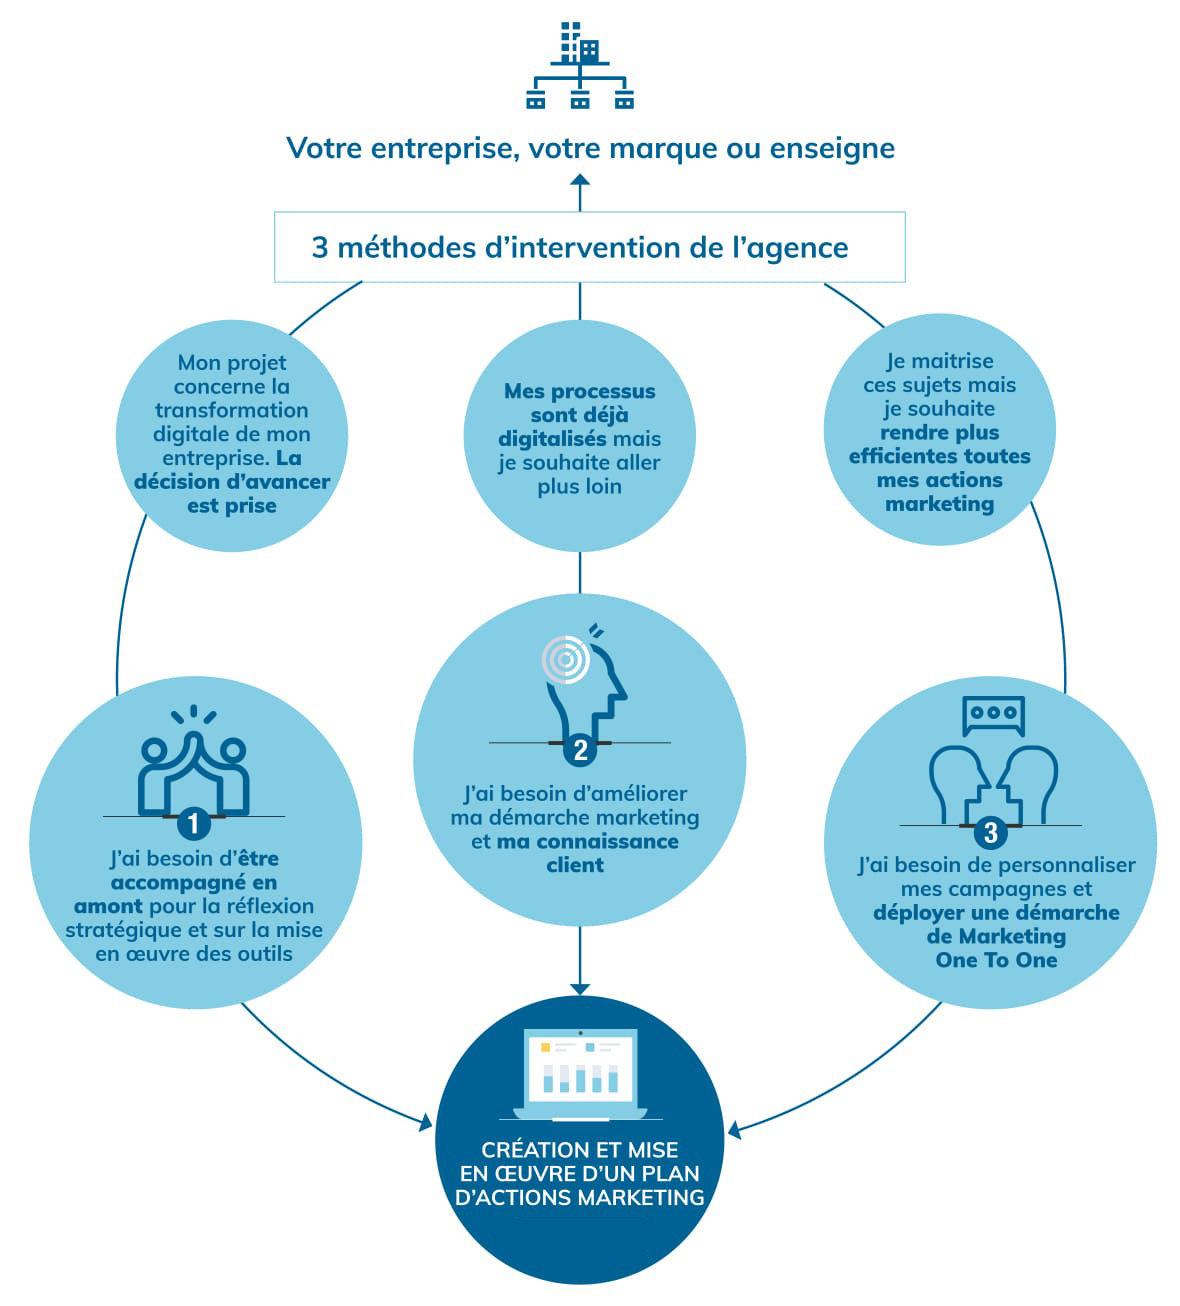 Votre entreprise, votre marque ou enseigne
3 méthodes d'intervention de l'agence
Mon projet
concerne la
transformation
digitale de mon
entreprise. La
décision d'avancer
est prise
Mes processus
sont déjà
digitalisés mais
je souhaite aller
plus loin
Je maitrise
ces sujets mais
je souhaite
rendre plus
efficientes toutes
mes actions
marketing
1
J'ai besoin d'être
accompagné en
amont pour la réflexion
stratégique et sur la mise
en œuvre des outils
2
J'ai besoin d'améliorer
ma démarche marketing
et ma connaissance
client
3
J'ai besoin de personnaliser
mes campagnes et
déployer une démarche
de Marketing
One To One
CRÉATION ET MISE
EN ŒUVRE D'UN PLAN
D'ACTIONS MARKETING